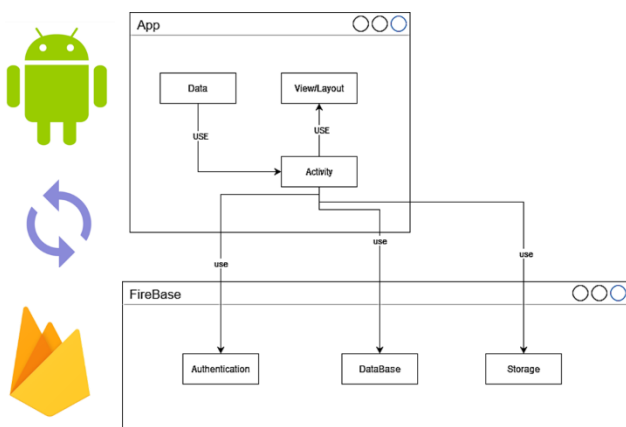 App
Data
View/Layout
USE
USE
Activity
use
use
use
FireBase
Authentication
DataBase
Storage